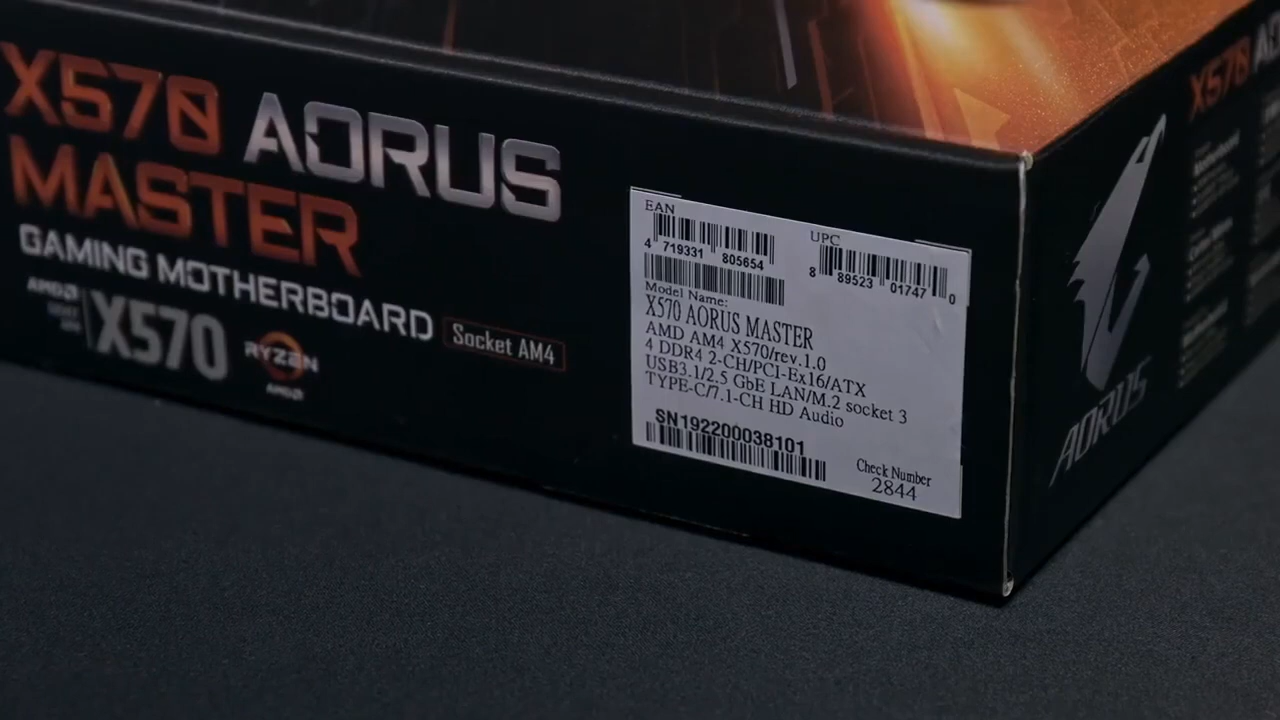 X570 AORUS
MASTER
GAMING MOTHERBOARD
Socket AM4
AMD
X570
RYZEN
AMD
EAN
4 719331 805654
UPC
8 89523 01747 0
Model Name:
X570 AORUS MASTER
AMD AM4 X570/rev.1.0
4 DDR4 2-CH/PCI-Ex16/ATX
USB3.1/2.5 GbE LAN/M.2 socket 3
TYPE-C/7.1-CH HD Audio
SN192200038101
Check Number
2844
AORUS
X570